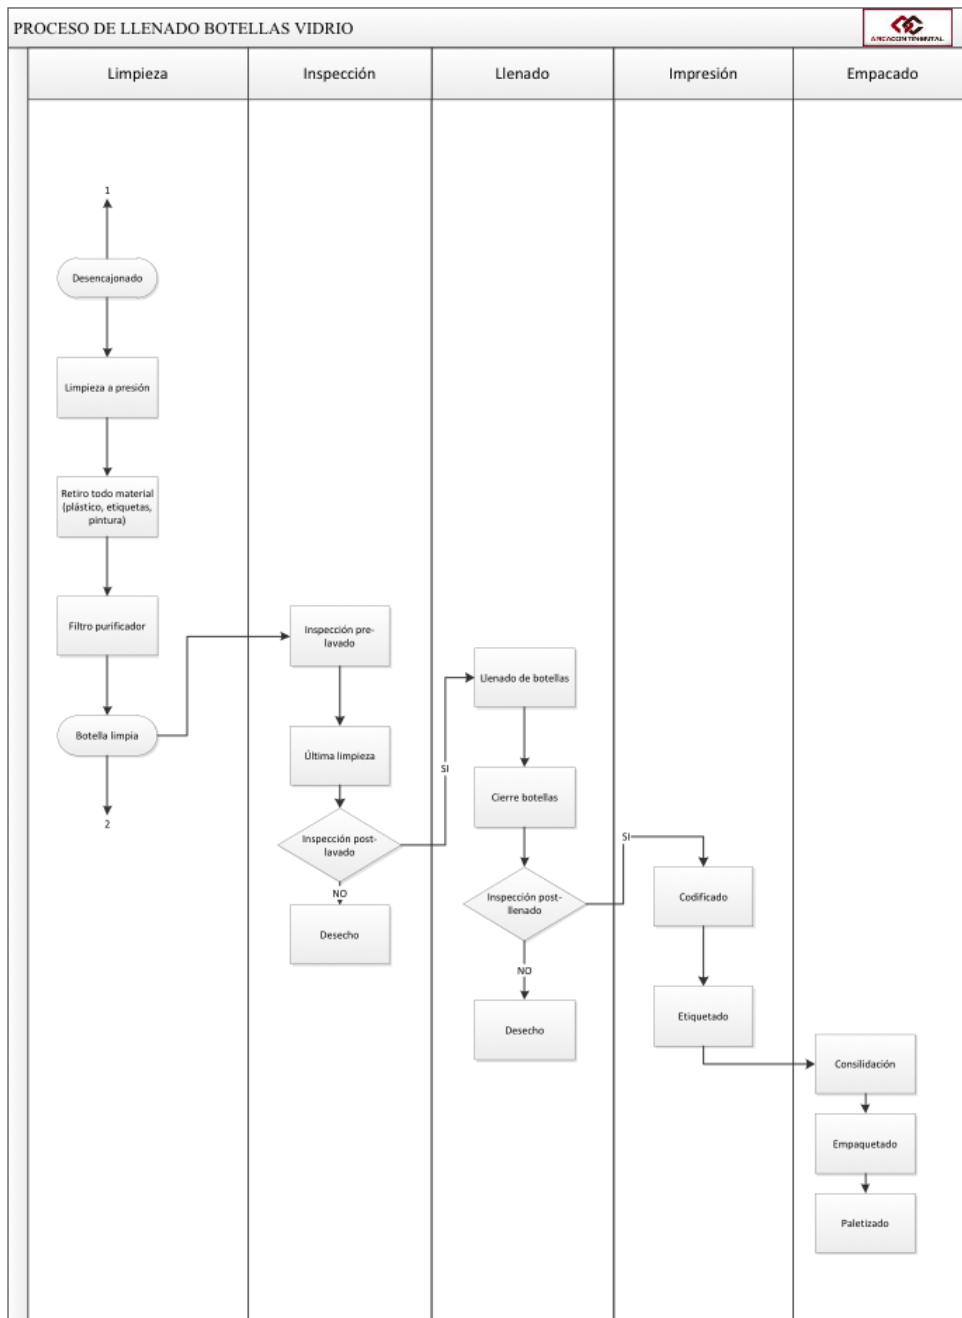 PROCESO DE LLENADO BOTELLAS VIDRIO
ARCACONTINENTAL
Limpieza
Inspección
Llenado
Impresión
Empacado
1
Desencajonado
Limpieza a presión
Retiro todo material
(plástico, etiquetas,
pintura)
Filtro purificador
Botella limpia
2
Inspección pre-
lavado
Última limpieza
Inspección post-
lavado
NO
Desecho
SI
Llenado de botellas
Cierre botellas
Inspección post-
llenado
NO
Desecho
SI
Codificado
Etiquetado
Consilidación
Empaquetado
Paletizado